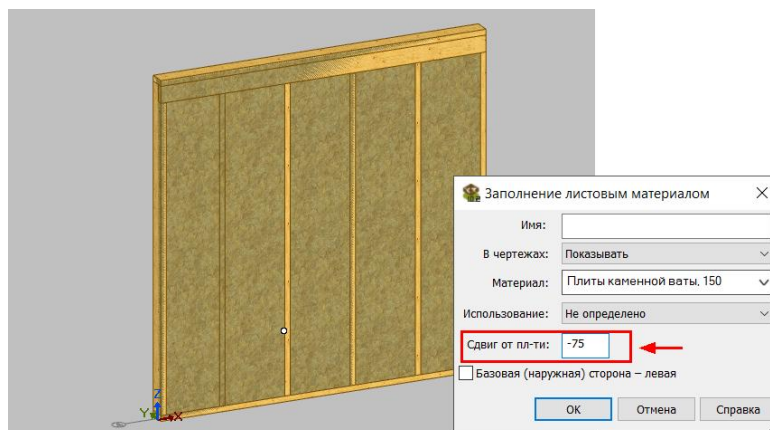 Заполнение листовым материалом
Имя:
В чертежах: Показывать
Материал: Плиты каменной ваты, 150
Использование: Не определено
Сдвиг от пл-ти: -75
Базовая (наружная) сторона – левая
ОК Отмена Справка
Z
Y X